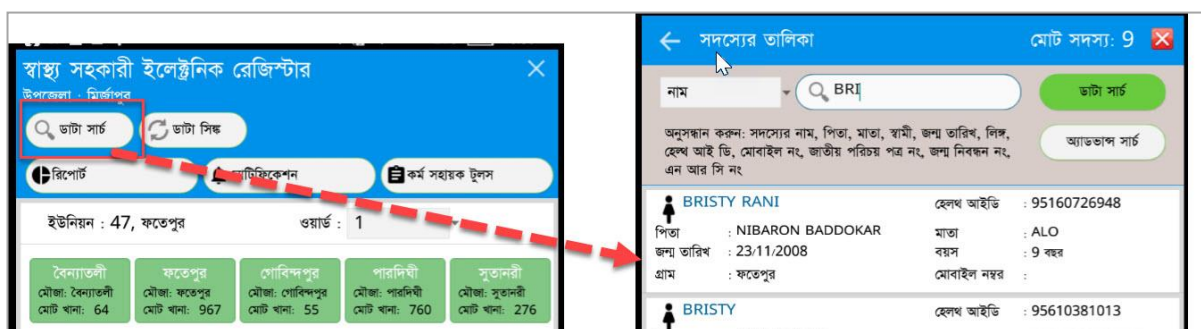 স্বাস্থ্য সহকারী ইলেক্ট্রনিক রেজিস্টার
উপজেলা : মির্জাপুর
ডাটা সার্চ ডাটা সিঙ্ক
রিপোর্ট কর্ম সহায়ক টুলস
ইউনিয়ন : 47, ফতেপুর ওয়ার্ড : 1
বৈন্যাতলী ফতেপুর গোবিন্দপুর পারদিঘী সুতানরী
মৌজা: বৈন্যাতলী মৌজা: ফতেপুর মৌজা: গোবিন্দপুর মৌজা: পারদিঘী মৌজা: সুতানরী
মোট খানা: 64 মোট খানা: 967 মোট খানা: 55 মোট খানা: 760 মোট খানা: 276
সদস্যের তালিকা মোট সদস্য: 9
নাম BRI ডাটা সার্চ
অনুসন্ধান করুন: সদস্যের নাম, পিতা, মাতা, স্বামী, জন্ম তারিখ, লিঙ্গ,
হেল্থ আই ডি, মোবাইল নং, জাতীয় পরিচয় পত্র নং, জন্ম নিবন্ধন নং,
এন আর সি নং
অ্যাডভান্স সার্চ
BRISTY RANI হেলথ আইডি : 95160726948
পিতা : NIBARON BADDOKAR মাতা : ALO
জন্ম তারিখ : 23/11/2008 বয়স : 9 বছর
গ্রাম : ফতেপুর মোবাইল নম্বর :
BRISTY হেলথ আইডি : 95610381013